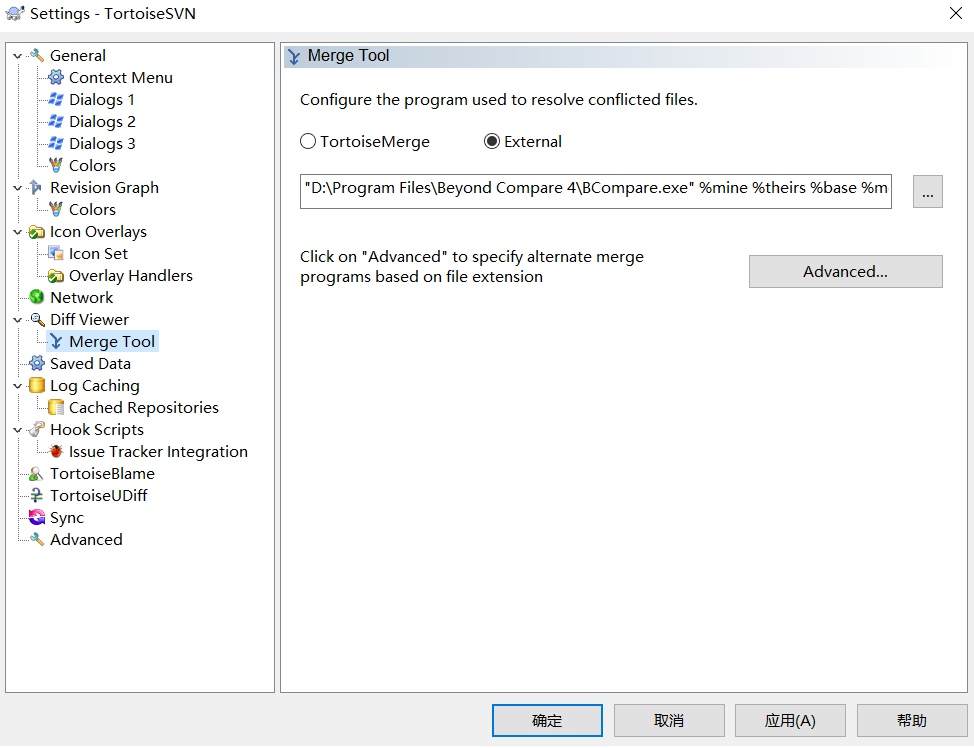 Settings - TortoiseSVN
General
Context Menu
Dialogs 1
Dialogs 2
Dialogs 3
Colors
Revision Graph
Colors
Icon Overlays
Icon Set
Overlay Handlers
Network
Diff Viewer
Merge Tool
Saved Data
Log Caching
Cached Repositories
Hook Scripts
Issue Tracker Integration
TortoiseBlame
TortoiseUDiff
Sync
Advanced
Merge Tool
Configure the program used to resolve conflicted files.
TortoiseMerge External
"D:\Program Files\Beyond Compare 4\BCompare.exe" %mine %theirs %base %m
...
Click on "Advanced" to specify alternate merge
programs based on file extension
Advanced...
确定 取消 应用(A) 帮助